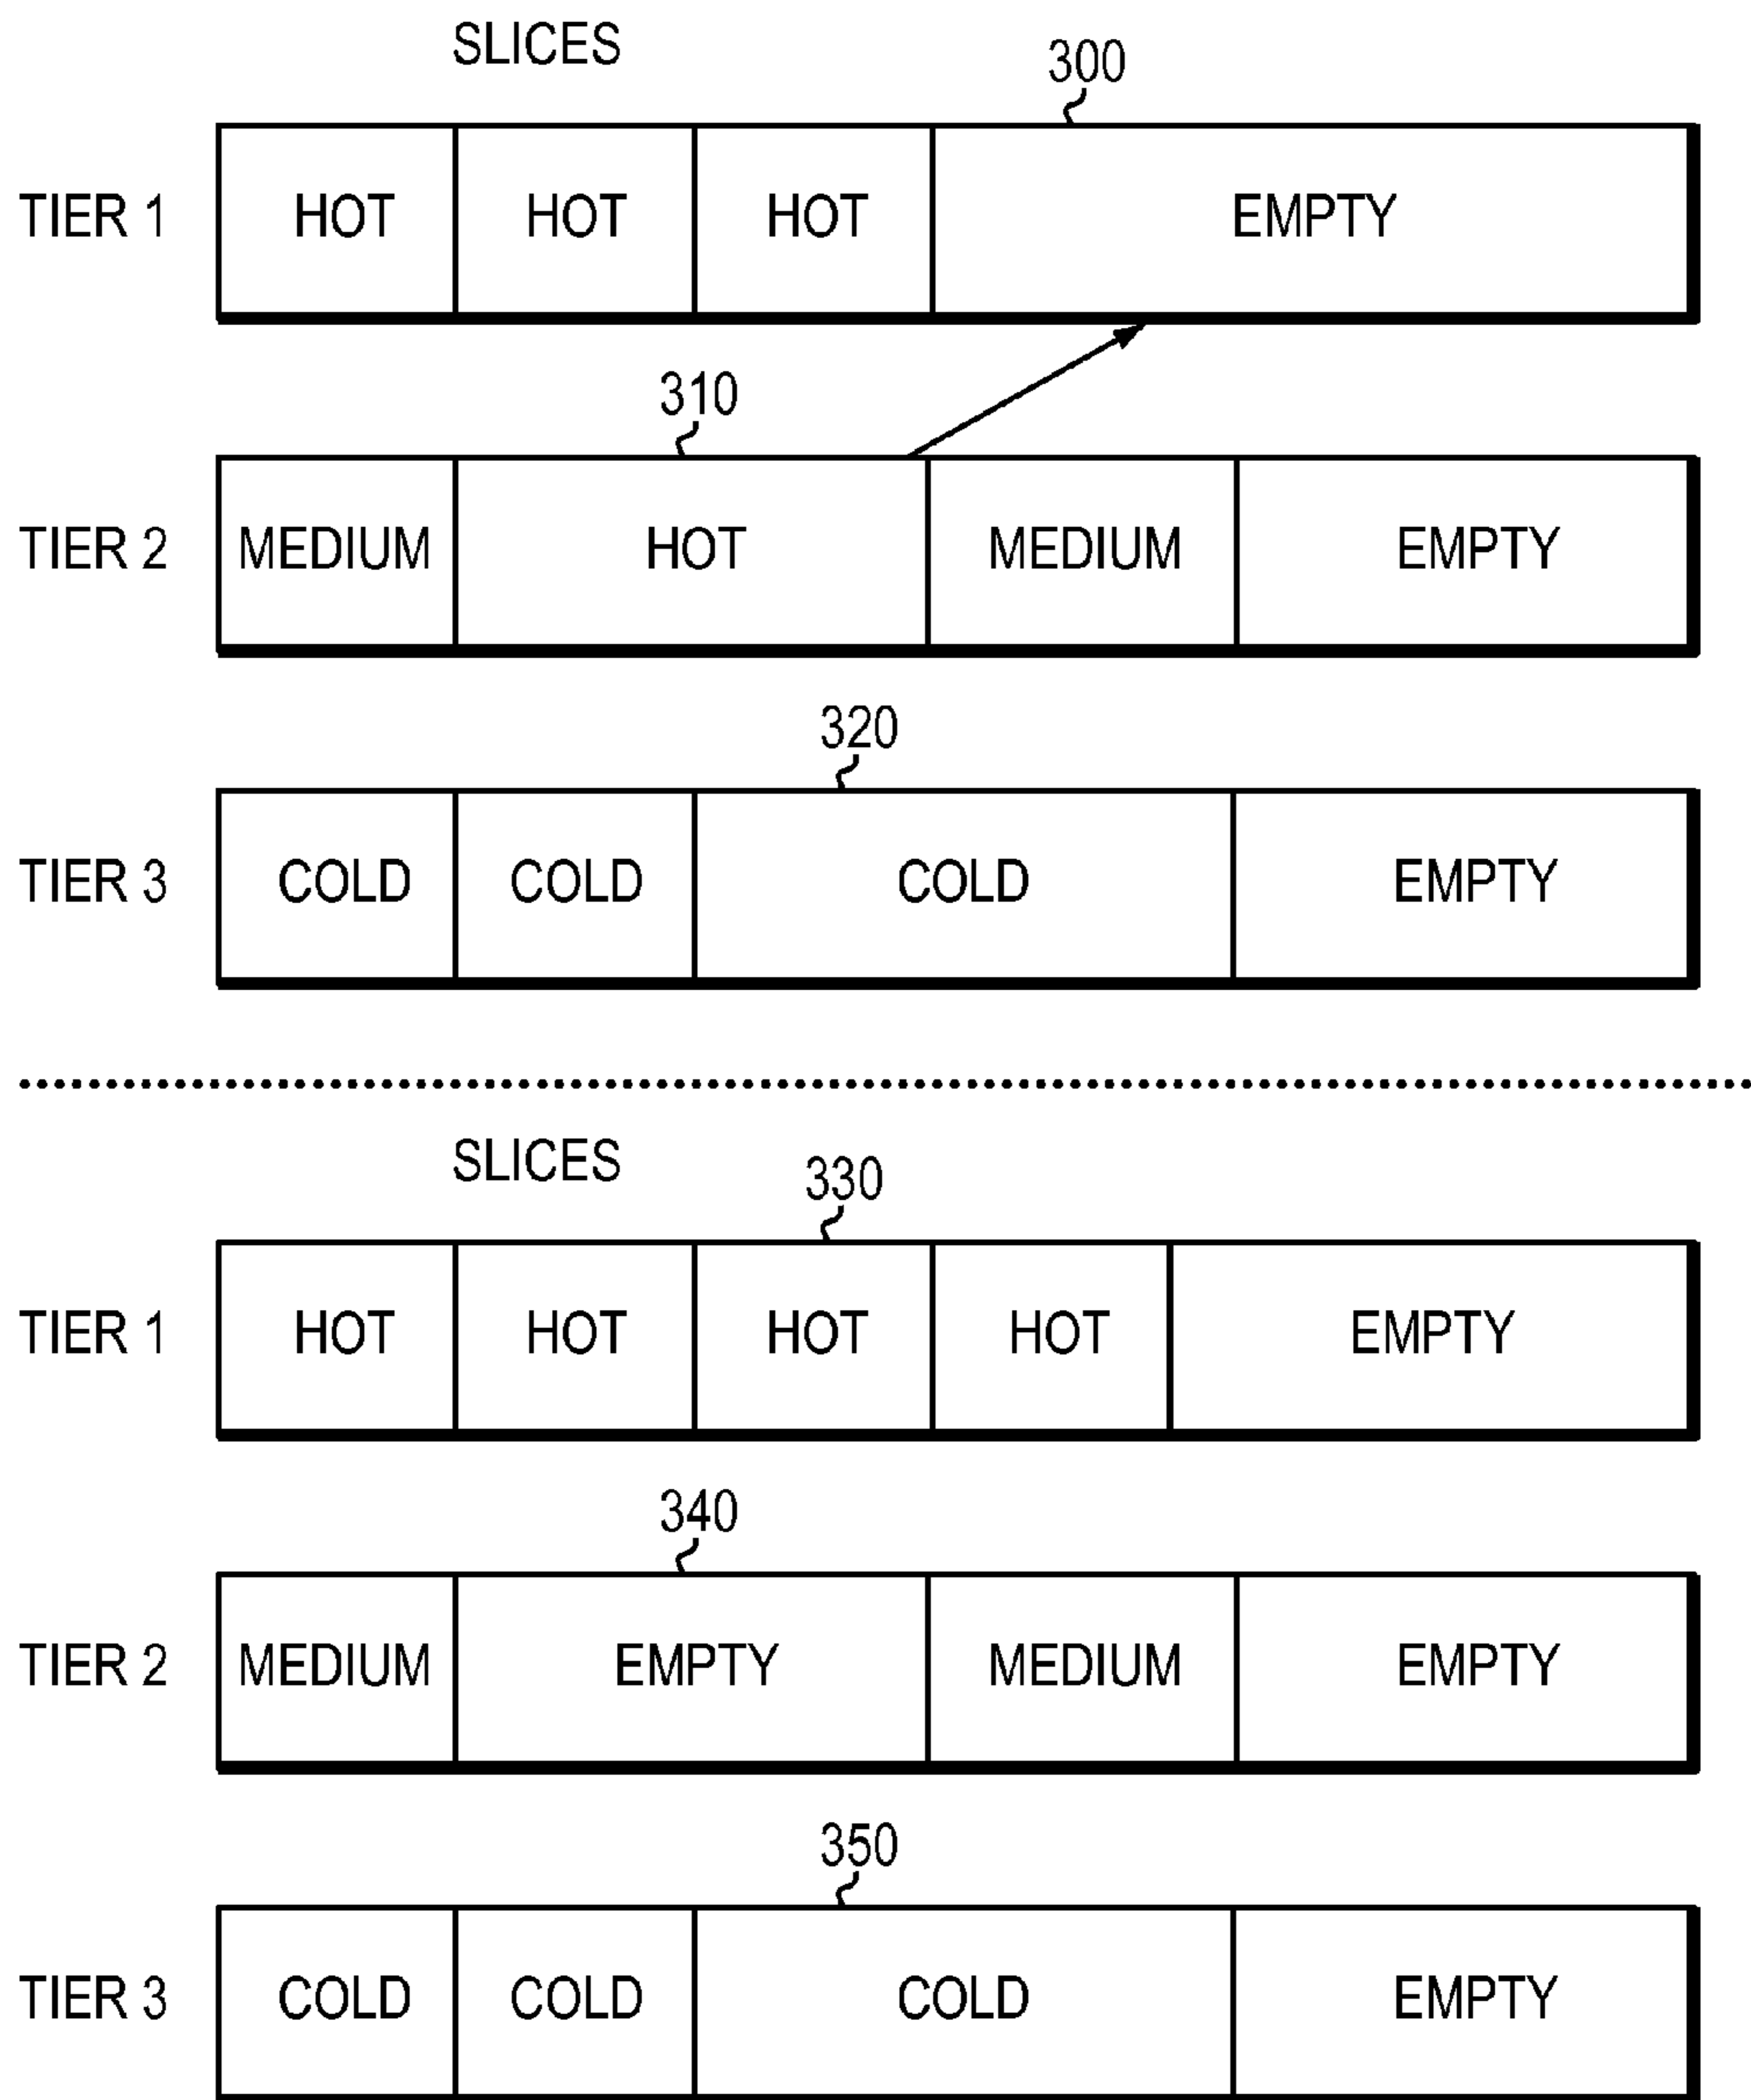 SLICES
300
TIER 1 HOT HOT HOT EMPTY
310
TIER 2 MEDIUM HOT MEDIUM EMPTY
320
TIER 3 COLD COLD COLD EMPTY
SLICES
330
TIER 1 HOT HOT HOT HOT EMPTY
340
TIER 2 MEDIUM EMPTY MEDIUM EMPTY
350
TIER 3 COLD COLD COLD EMPTY